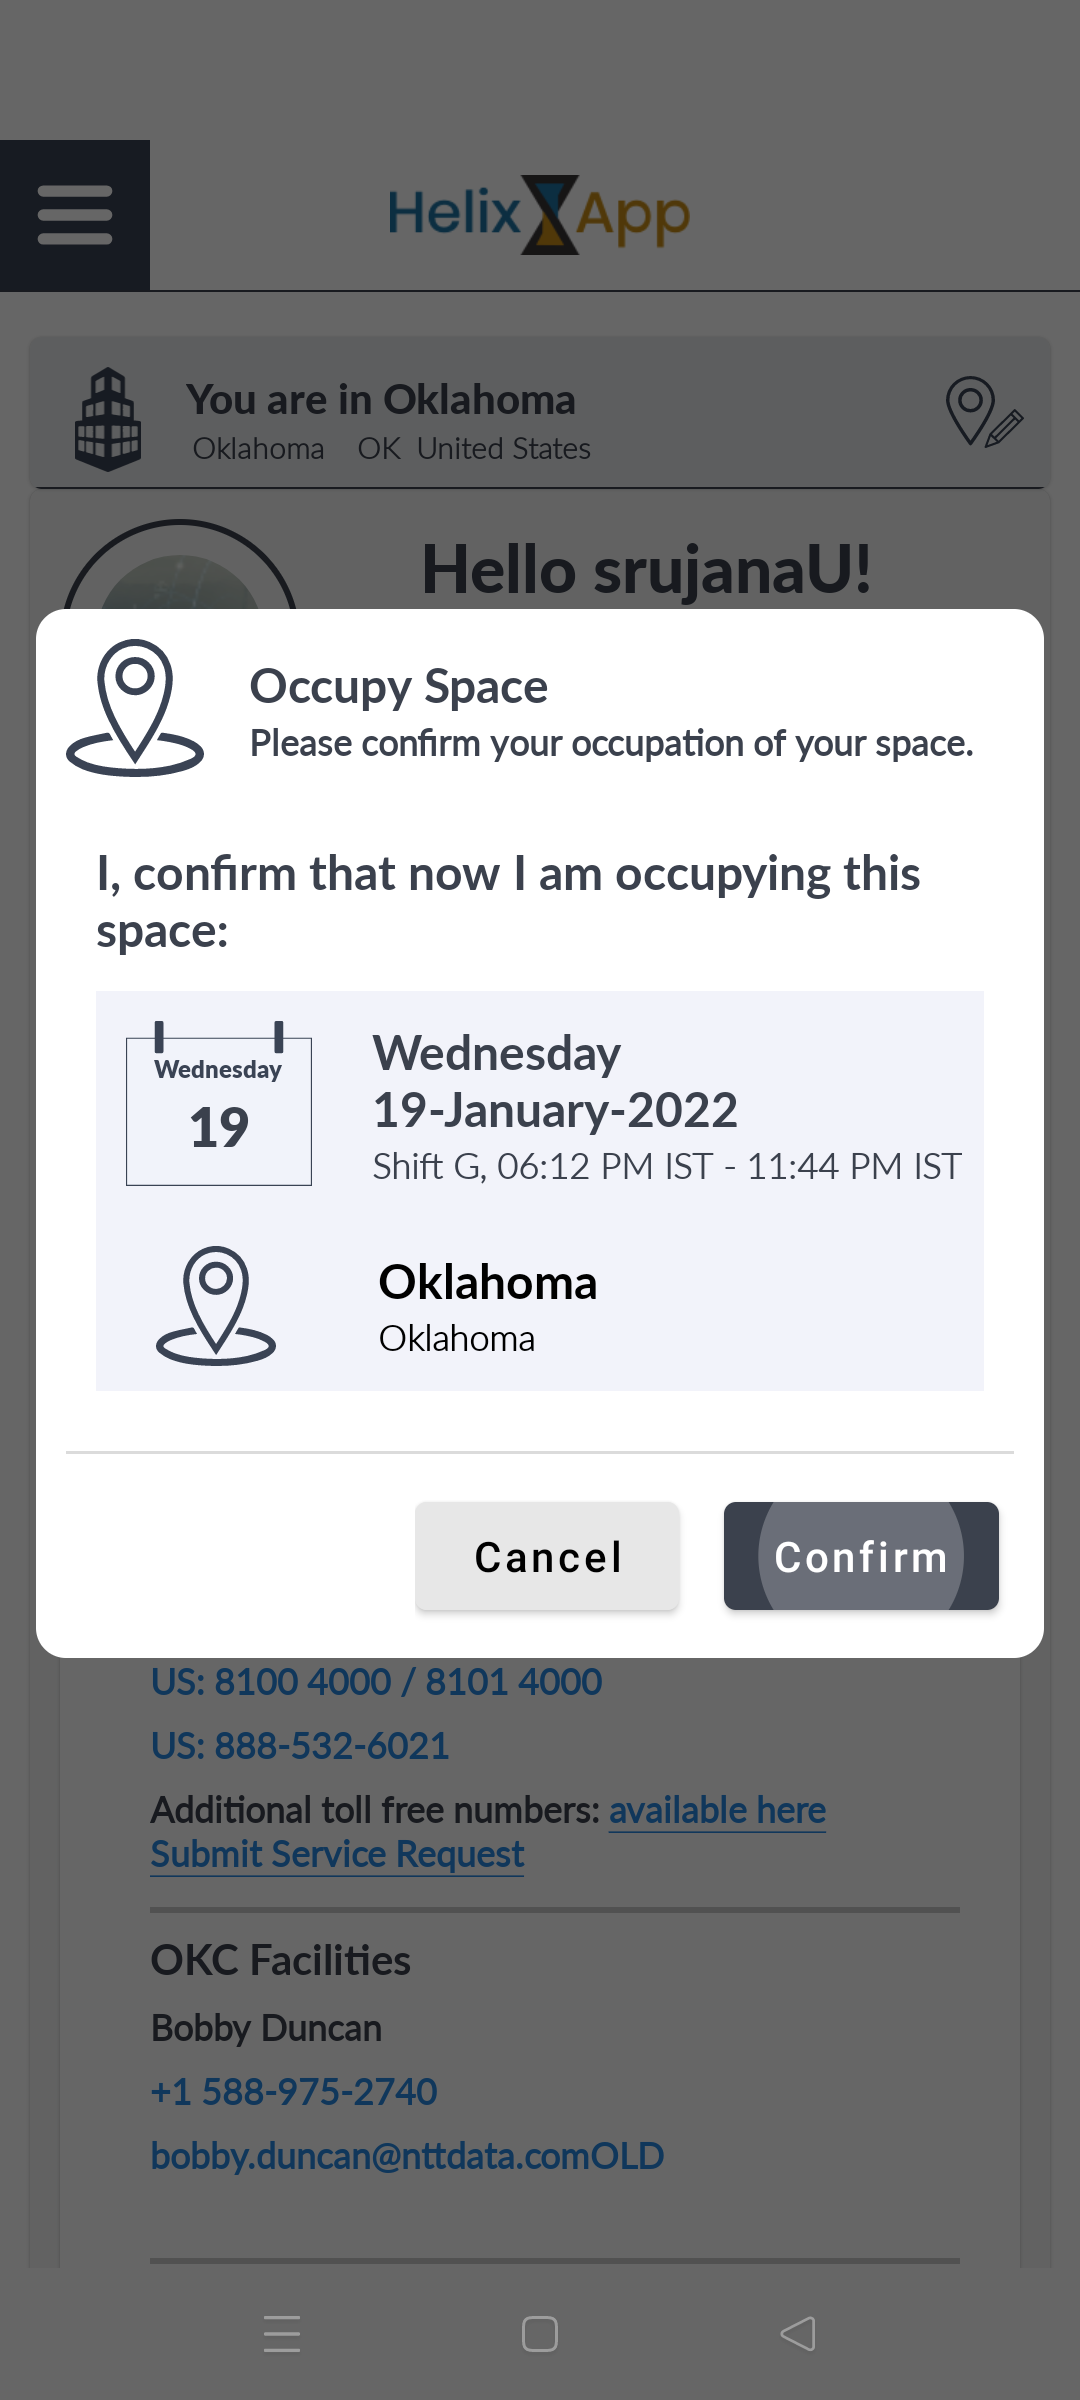 Helix App
You are in Oklahoma
Oklahoma OK United States
Hello srujanaU!
Occupy Space
Please confirm your occupation of your space.
I, confirm that now I am occupying this
space:
Wednesday
19
Wednesday
19-January-2022
Shift G, 06:12 PM IST - 11:44 PM IST
Oklahoma
Oklahoma
Cancel
Confirm
US: 8100 4000 / 8101 4000
US: 888-532-6021
Additional toll free numbers: available here
Submit Service Request
OKC Facilities
Bobby Duncan
+1 588-975-2740
bobby.duncan@nttdata.comOLD